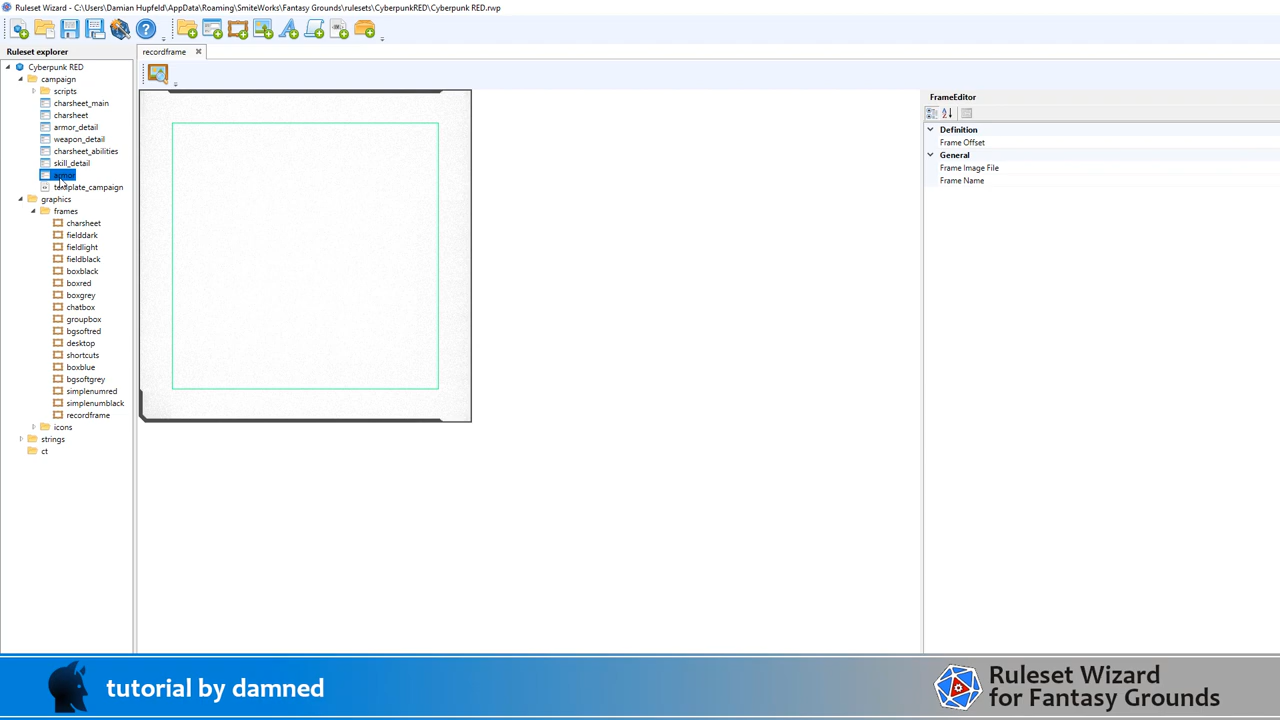 Ruleset Wizard - C:\Users\Damian Hupfeld\AppData\Roaming\SmiteWorks\Fantasy Grounds\rulesets\CyberpunkRED\Cyberpunk RED.rwp
Ruleset explorer
Cyberpunk RED
campaign
scripts
charsheet_main
charsheet
armor_detail
weapon_detail
charsheet_abilities
skill_detail
armor
template_campaign
graphics
frames
charsheet
fielddark
fieldlight
fieldblack
boxblack
boxred
boxgrey
chatbox
groupbox
bgsoftred
desktop
shortcuts
boxblue
bgsoftgrey
simplenumred
simplenumblack
recordframe
icons
strings
ct
recordframe
FrameEditor
Definition
Frame Offset
General
Frame Image File
Frame Name
tutorial by damned
Ruleset Wizard
for Fantasy Grounds